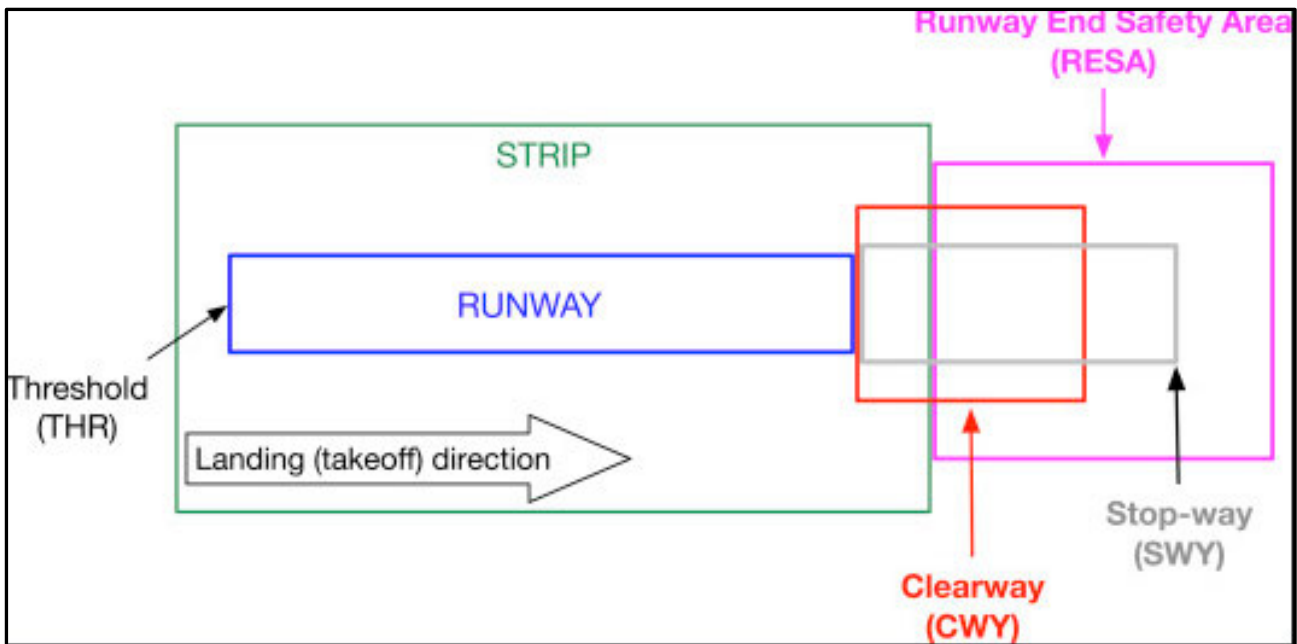 Runway End Safety Area
(RESA)
STRIP
RUNWAY
Threshold
(THR)
Landing (takeoff) direction
Stop-way
(SWY)
Clearway
(CWY)